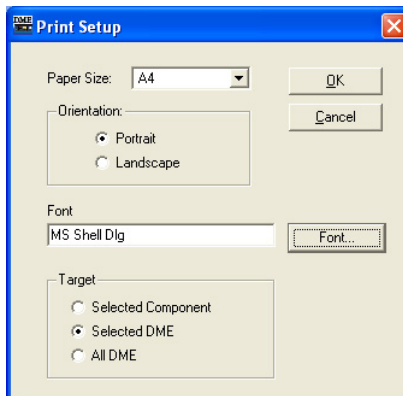 DME Print Setup
Paper Size: A4 OK
Orientation: Cancel
Portrait
Landscape
Font
MS Shell Dlg Font...
Target
Selected Component
Selected DME
All DME